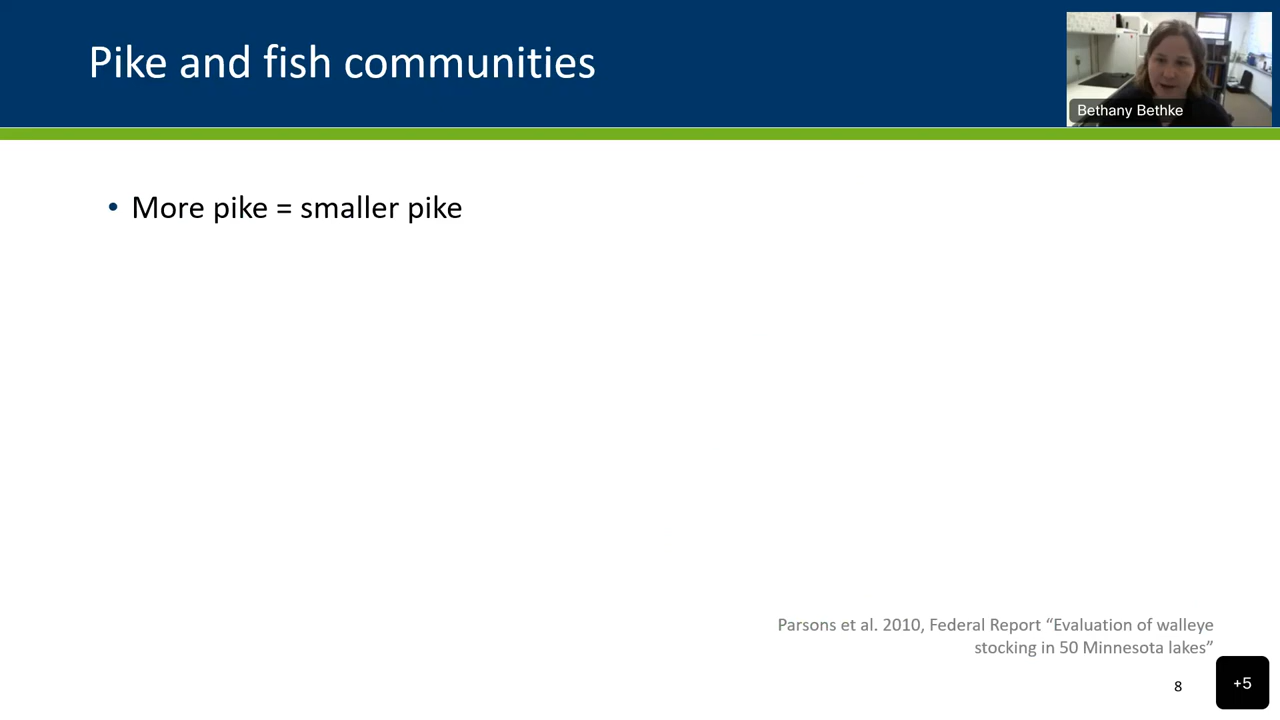 Pike and fish communities
Bethany Bethke
• More pike = smaller pike
Parsons et al. 2010, Federal Report “Evaluation of walleye
stocking in 50 Minnesota lakes”
8
+5